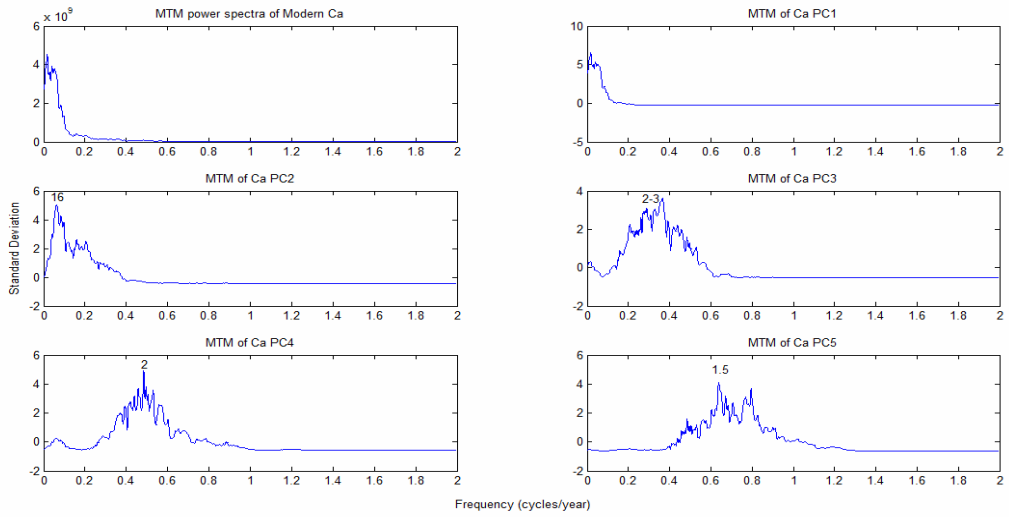 MTM power spectra of Modern Ca
× 10^9
6
4
2
0
0 0.2 0.4 0.6 0.8 1 1.2 1.4 1.6 1.8 2
MTM of Ca PC1
10
5
0
-5
0 0.2 0.4 0.6 0.8 1 1.2 1.4 1.6 1.8 2
Standard Deviation
MTM of Ca PC2
16
6
4
2
0
-2
0 0.2 0.4 0.6 0.8 1 1.2 1.4 1.6 1.8 2
MTM of Ca PC3
2-3
4
2
0
-2
0 0.2 0.4 0.6 0.8 1 1.2 1.4 1.6 1.8 2
MTM of Ca PC4
2
6
4
2
0
-2
0 0.2 0.4 0.6 0.8 1 1.2 1.4 1.6 1.8 2
MTM of Ca PC5
1.5
6
4
2
0
-2
0 0.2 0.4 0.6 0.8 1 1.2 1.4 1.6 1.8 2
Frequency (cycles/year)